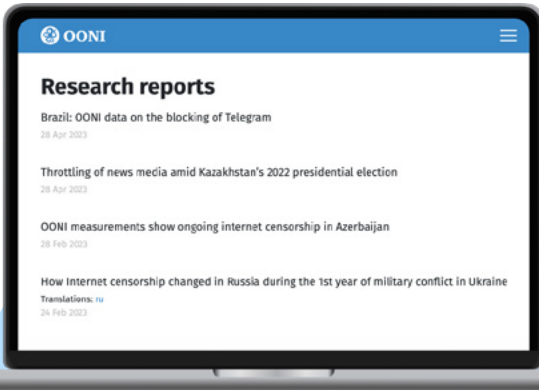 OONI
Research reports
Brazil: OONI data on the blocking of Telegram
28 Apr 2023
Throttling of news media amid Kazakhstan's 2022 presidential election
28 Apr 2023
OONI measurements show ongoing internet censorship in Azerbaijan
28 Feb 2023
How Internet censorship changed in Russia during the 1st year of military conflict in Ukraine
Translations: ru
24 Feb 2023